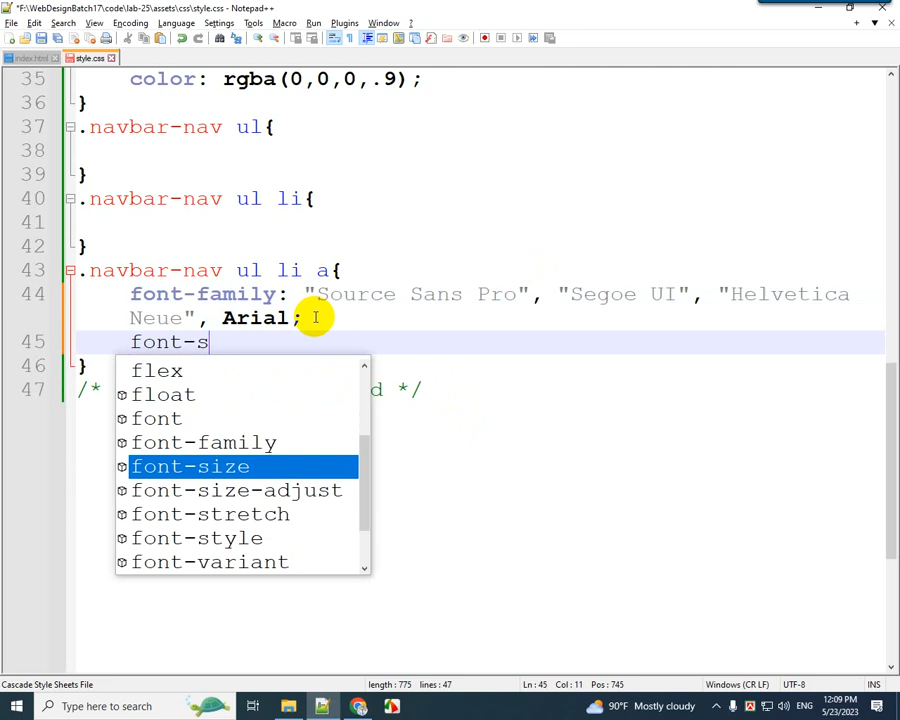 *F:\WebDesignBatch17\code\lab-25\assets\css\style.css - Notepad++
File Edit Search View Encoding Language Settings Tools Macro Run Plugins Window ?
index.html style.css
35 color: rgba(0,0,0,.9);
36 }
37 .navbar-nav ul{
38
39 }
40 .navbar-nav ul li{
41
42 }
43 .navbar-nav ul li a{
44 font-family: "Source Sans Pro", "Segoe UI", "Helvetica
Neue", Arial;
45 font-s
46 }
47 /* d */
flex
float
font
font-family
font-size
font-size-adjust
font-stretch
font-style
font-variant
Cascade Style Sheets File length : 775 lines : 47 Ln : 45 Col : 11 Pos : 745 Windows (CR LF) UTF-8 INS
Type here to search 90°F Mostly cloudy 12:09 PM
5/23/2023